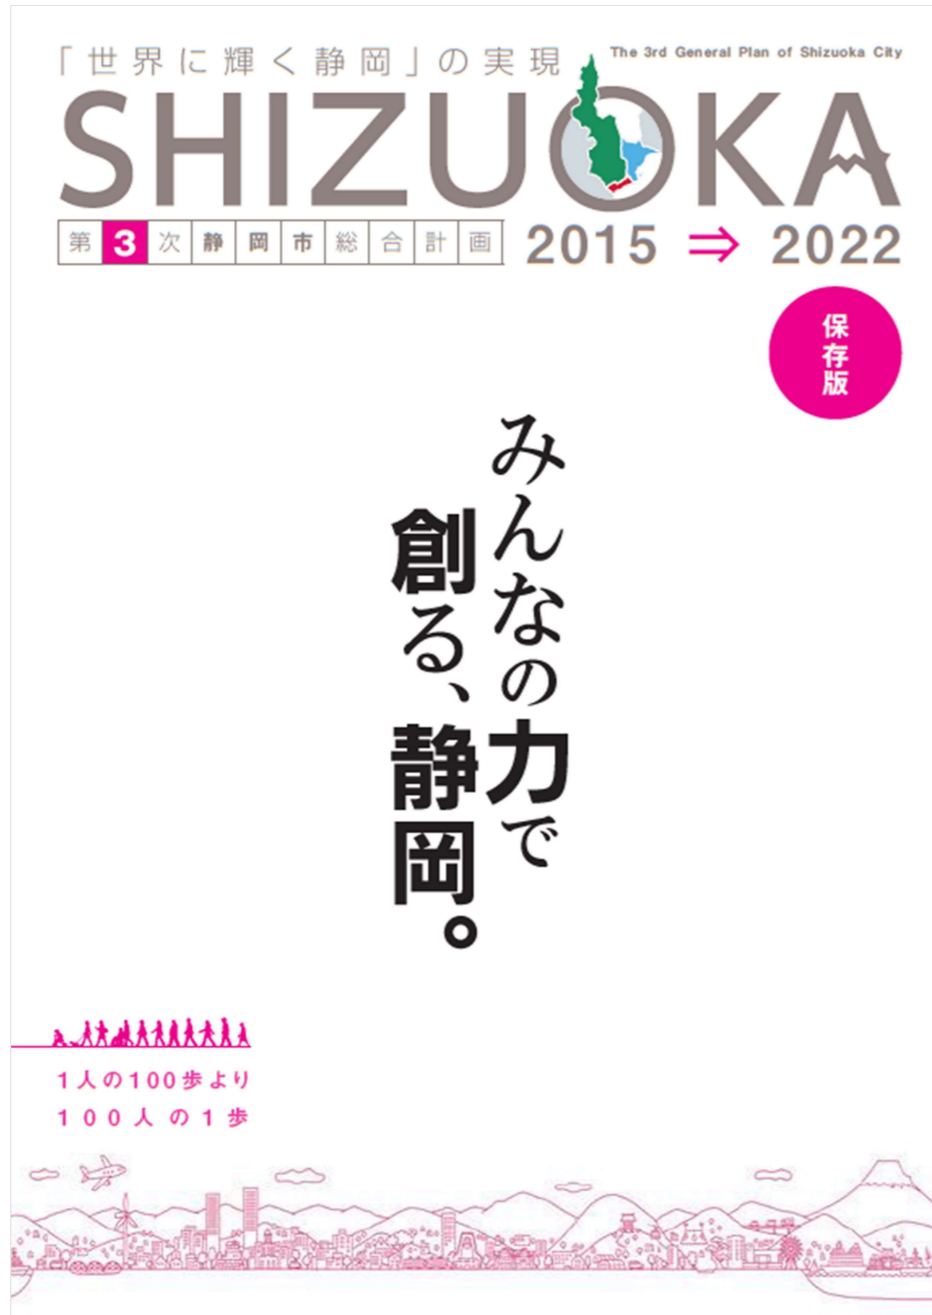 「世界に輝く静岡」の実現
The 3rd General Plan of Shizuoka City
SHIZUOKA
第3次静岡市総合計画
2015 ⇒ 2022
保存版
みんなの力で
創る、静岡。
1人の100歩より
100人の1歩